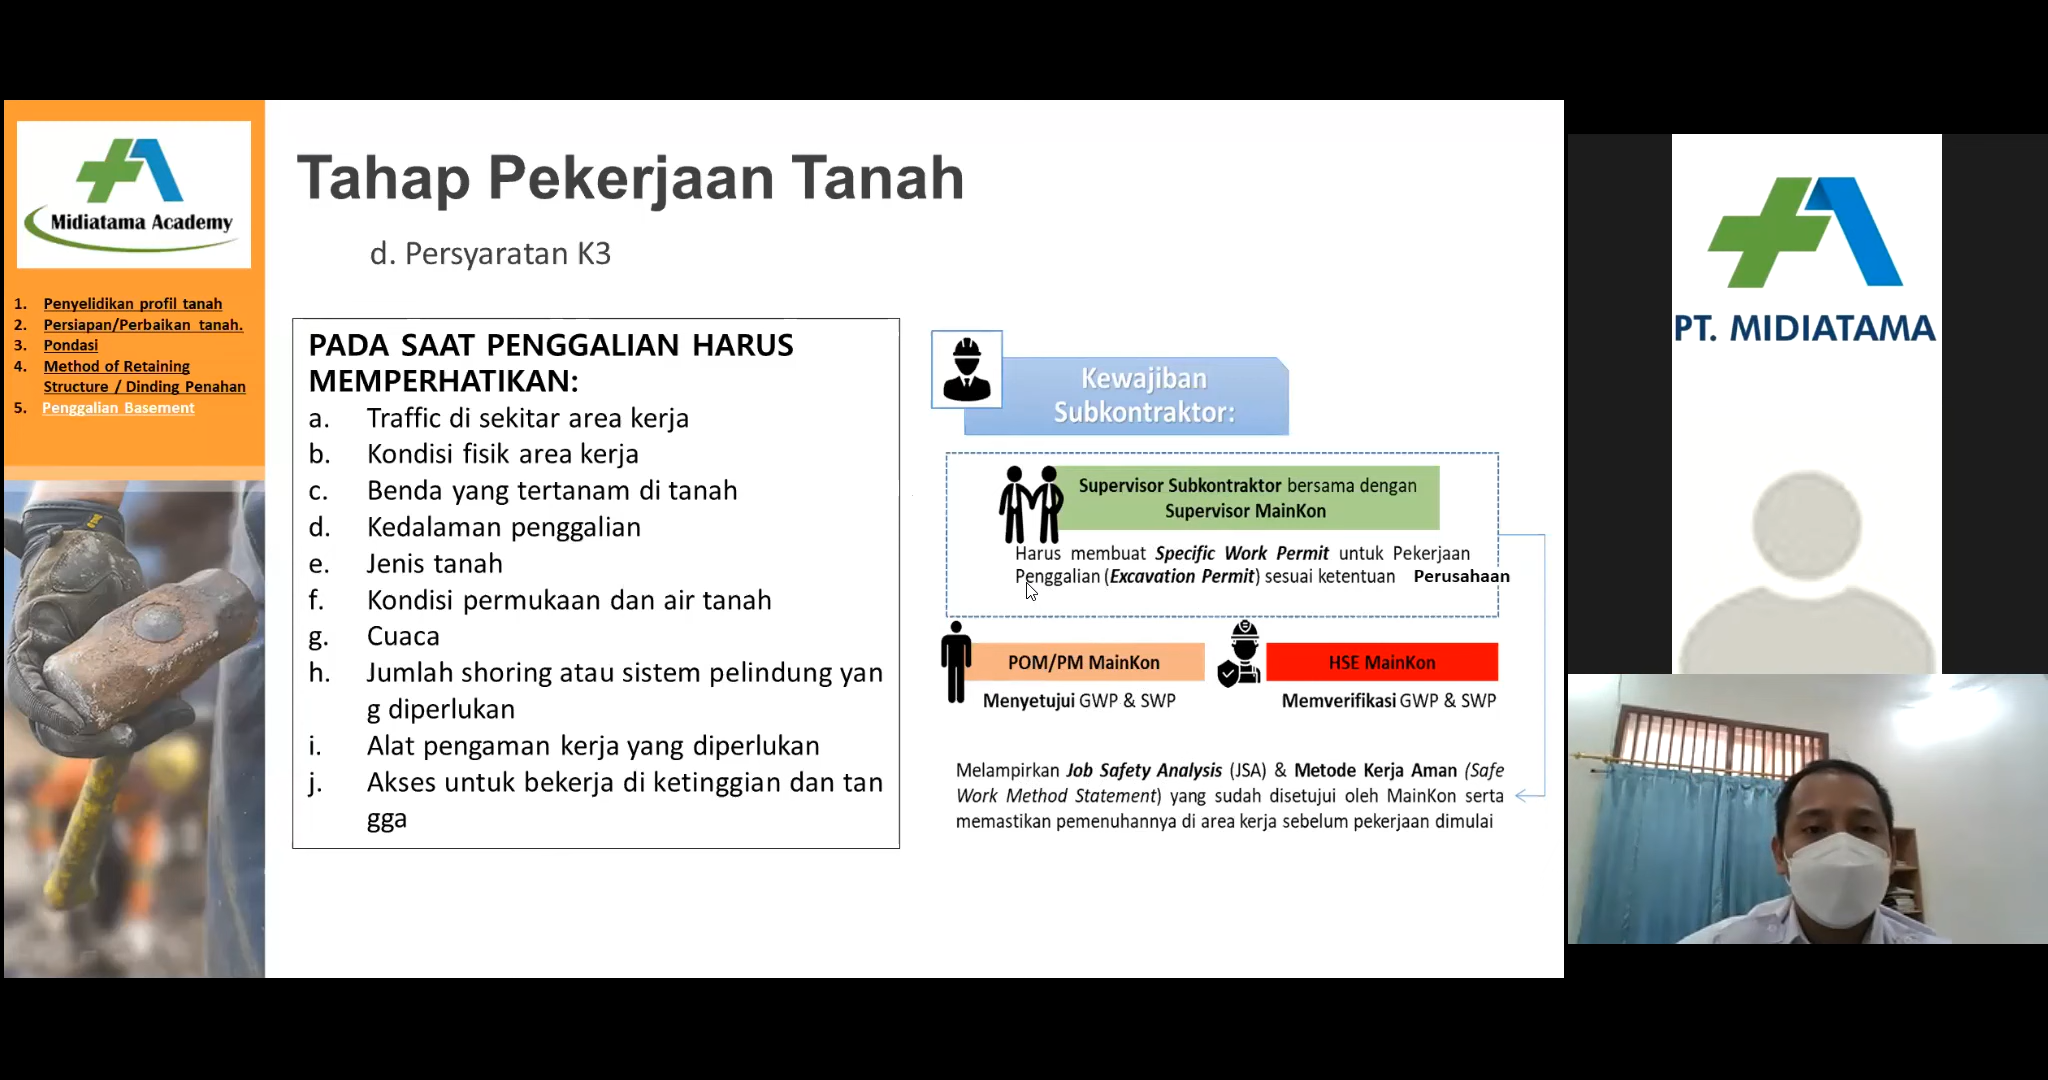 Midiatama Academy
1. Penyelidikan profil tanah
2. Persiapan/Perbaikan tanah.
3. Pondasi
4. Method of Retaining
Structure / Dinding Penahan
5. Penggalian Basement
Tahap Pekerjaan Tanah
d. Persyaratan K3
PADA SAAT PENGGALIAN HARUS
MEMPERHATIKAN:
a. Traffic di sekitar area kerja
b. Kondisi fisik area kerja
c. Benda yang tertanam di tanah
d. Kedalaman penggalian
e. Jenis tanah
f. Kondisi permukaan dan air tanah
g. Cuaca
h. Jumlah shoring atau sistem pelindung yan
g diperlukan
i. Alat pengaman kerja yang diperlukan
j. Akses untuk bekerja di ketinggian dan tan
gga
Kewajiban
Subkontraktor:
Supervisor Subkontraktor bersama dengan
Supervisor MainKon
Harus membuat Specific Work Permit untuk Pekerjaan
Penggalian (Excavation Permit) sesuai ketentuan Perusahaan
POM/PM MainKon
Menyetujui GWP & SWP
HSE MainKon
Memverifikasi GWP & SWP
Melampirkan Job Safety Analysis (JSA) & Metode Kerja Aman (Safe
Work Method Statement) yang sudah disetujui oleh MainKon serta
memastikan pemenuhannya di area kerja sebelum pekerjaan dimulai
PT. MIDIATAMA